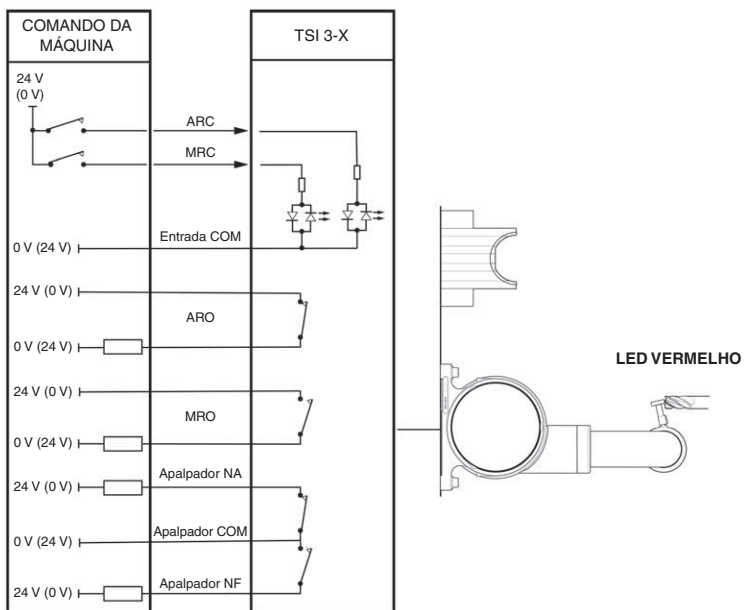 COMANDO DA
MÁQUINA
TSI 3-X
24 V
(0 V)
ARC
MRC
Entrada COM
0 V (24 V)
24 V (0 V)
ARO
0 V (24 V)
LED VERMELHO
24 V (0 V)
MRO
0 V (24 V)
Apalpador NA
24 V (0 V)
Apalpador COM
0 V (24 V)
Apalpador NF
24 V (0 V)